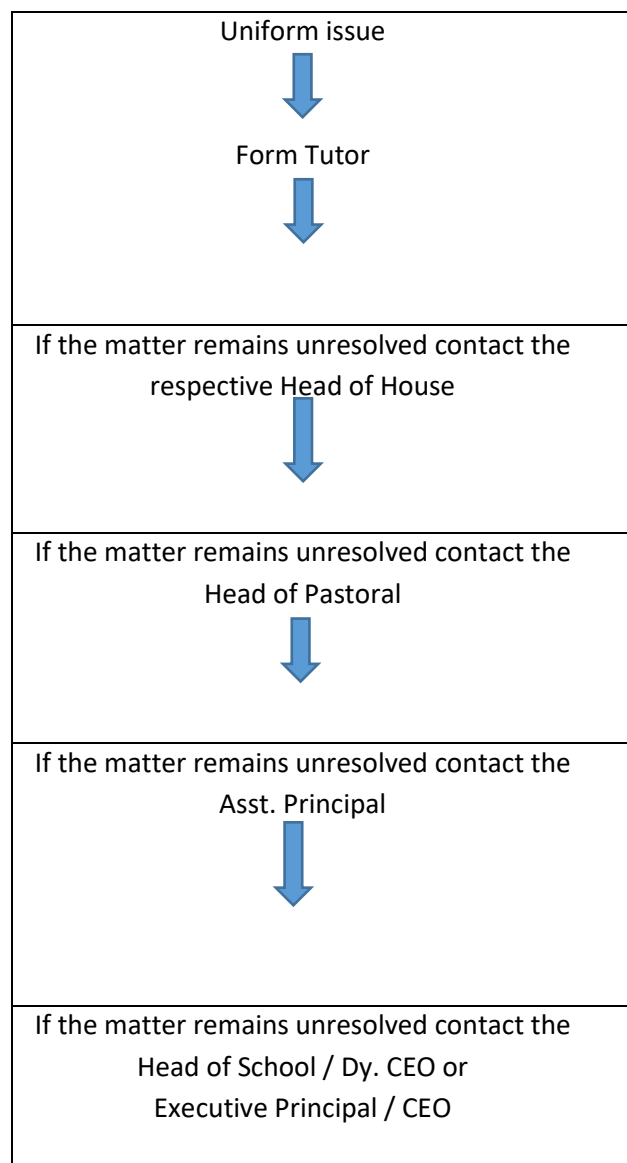 Uniform issue
Form Tutor
If the matter remains unresolved contact the
respective Head of House
If the matter remains unresolved contact the
Head of Pastoral
If the matter remains unresolved contact the
Asst. Principal
If the matter remains unresolved contact the
Head of School / Dy. CEO or
Executive Principal / CEO